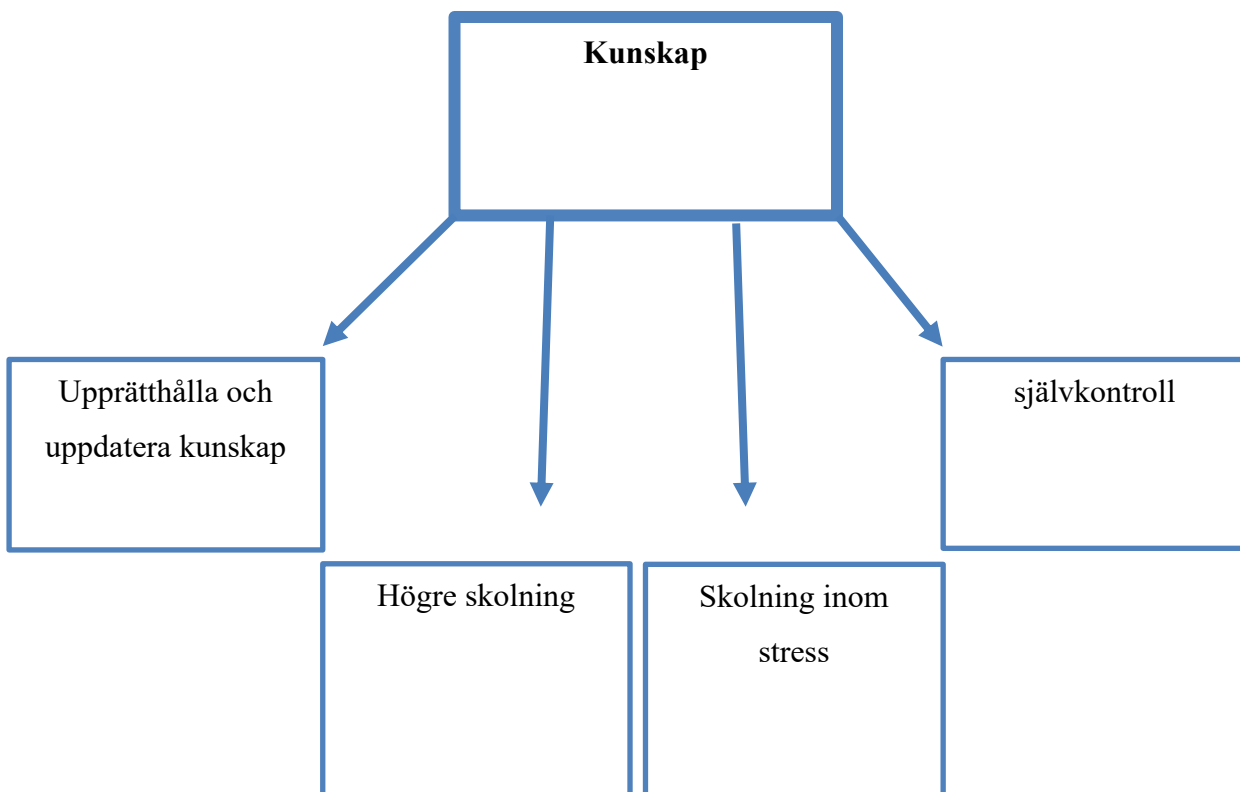 Kunskap
Upprätthålla och
uppdatera kunskap
självkontroll
Högre skolning
Skolning inom
stress